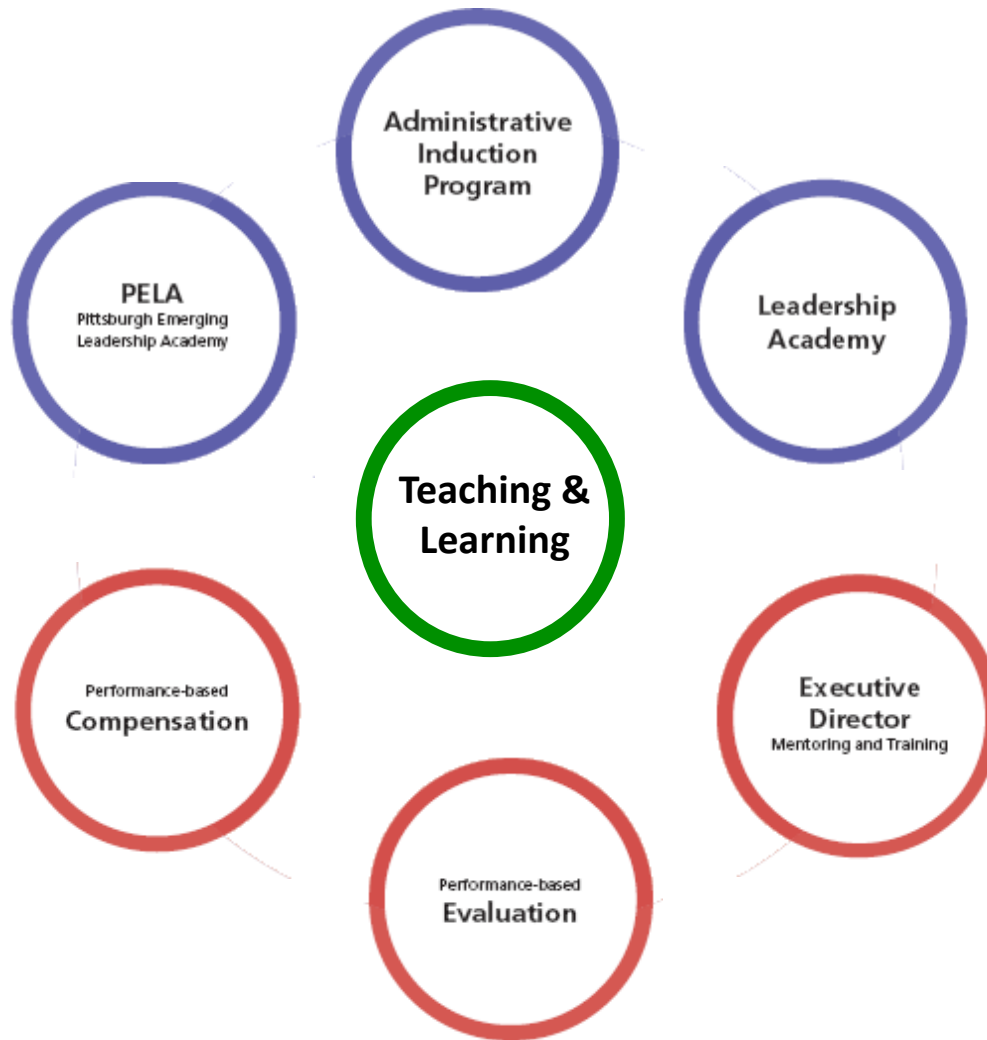 Administrative
Induction
Program
PELA
Pittsburgh Emerging
Leadership Academy
Leadership
Academy
Teaching &
Learning
Performance-based
Compensation
Executive
Director
Mentoring and Training
Performance-based
Evaluation